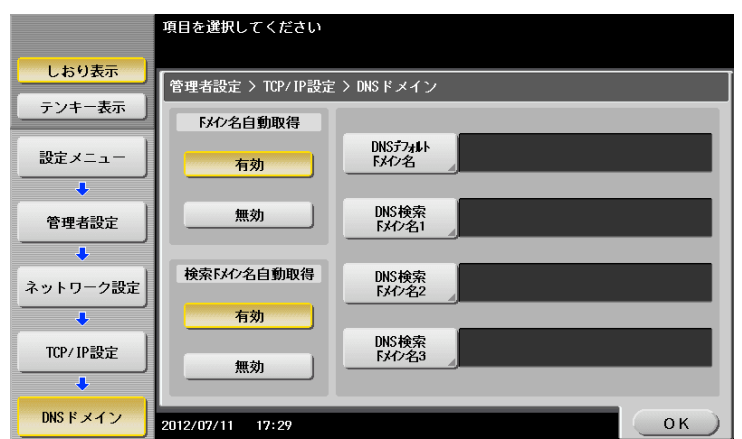 項目を選択してください
しおり表示
テンキー表示
設定メニュー
管理者設定
ネットワーク設定
TCP/IP設定
DNSドメイン
管理者設定 > TCP/IP設定 > DNSドメイン
ドメイン名自動取得
有効
無効
検索ドメイン名自動取得
有効
無効
DNSデフォルト
ドメイン名
DNS検索
ドメイン名1
DNS検索
ドメイン名2
DNS検索
ドメイン名3
2012/07/11 17:29
OK